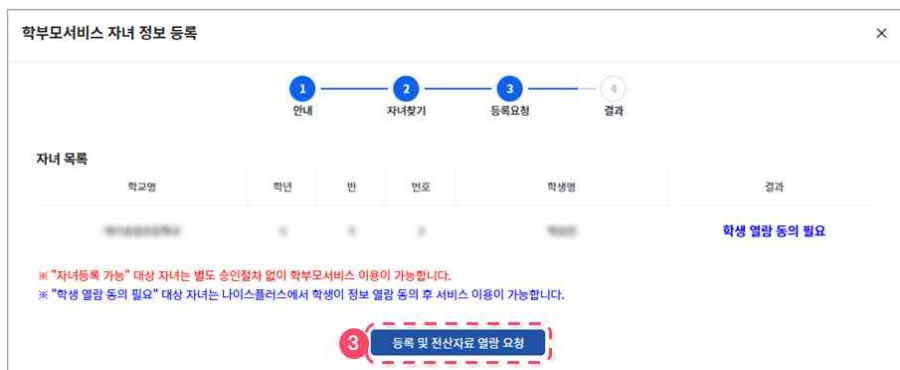 학부모서비스 자녀 정보 등록 ×
1 2 3 4
안내 자녀찾기 등록요청 결과
자녀 목록
학교명 학년 반 번호 학생명 결과
학생 열람 동의 필요
※ "자녀등록 가능" 대상 자녀는 별도 승인절차 없이 학부모서비스 이용이 가능합니다.
※ "학생 열람 동의 필요" 대상 자녀는 나이스플러스에서 학생이 정보 열람 동의 후 서비스 이용이 가능합니다.
3 등록 및 전산자료 열람 요청